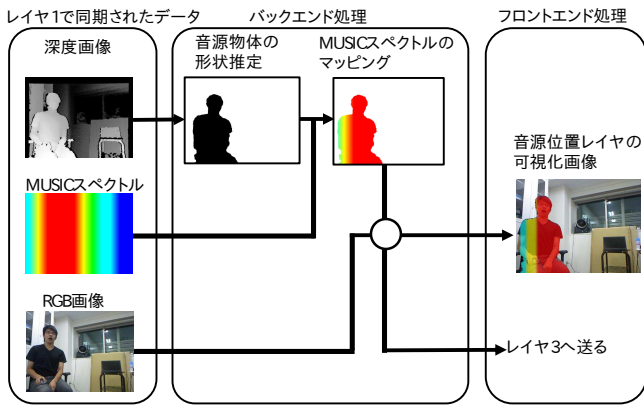 レイヤ1で同期されたデータ
バックエンド処理
フロントエンド処理
深度画像
音源物体の
形状推定
MUSICスペクトルの
マッピング
音源位置レイヤの
可視化画像
MUSICスペクトル
RGB画像
レイヤ3へ送る